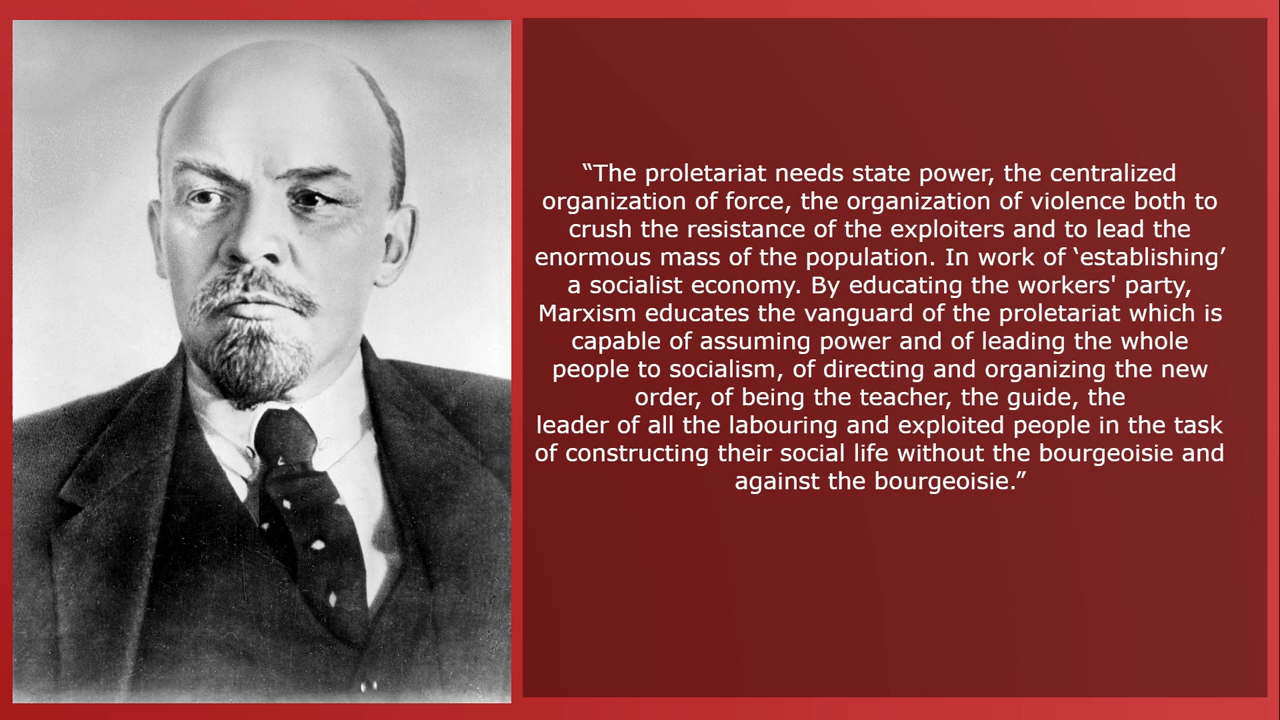 “The proletariat needs state power, the centralized
organization of force, the organization of violence both to
crush the resistance of the exploiters and to lead the
enormous mass of the population. In work of ‘establishing’
a socialist economy. By educating the workers' party,
Marxism educates the vanguard of the proletariat which is
capable of assuming power and of leading the whole
people to socialism, of directing and organizing the new
order, of being the teacher, the guide, the
leader of all the labouring and exploited people in the task
of constructing their social life without the bourgeoisie and
against the bourgeoisie.”